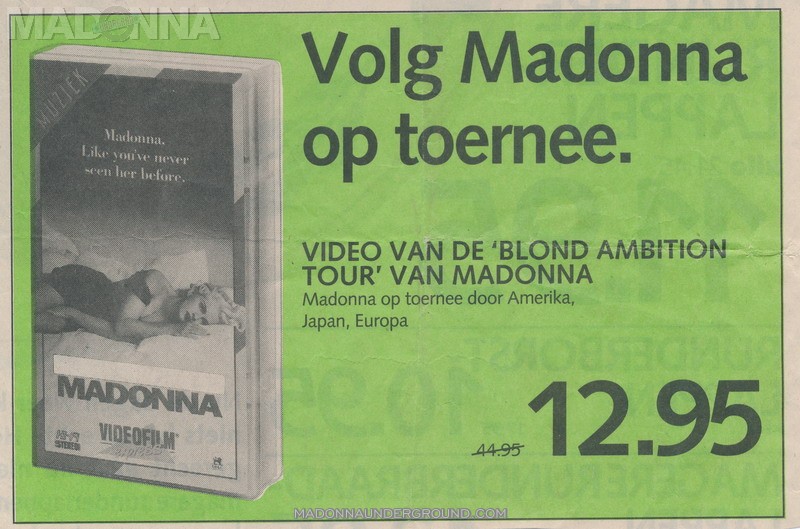 MADONNA
Volg Madonna
op toernee.
MUZIEK
Madonna.
Like you've never
seen her before.
VIDEO VAN DE 'BLOND AMBITION
TOUR' VAN MADONNA
Madonna op toernee door Amerika,
Japan, Europa
MADONNA
HI-FI
STEREO
VIDEOFILM
express
44.95
12.95
MADONNAUNDERGROUND.COM